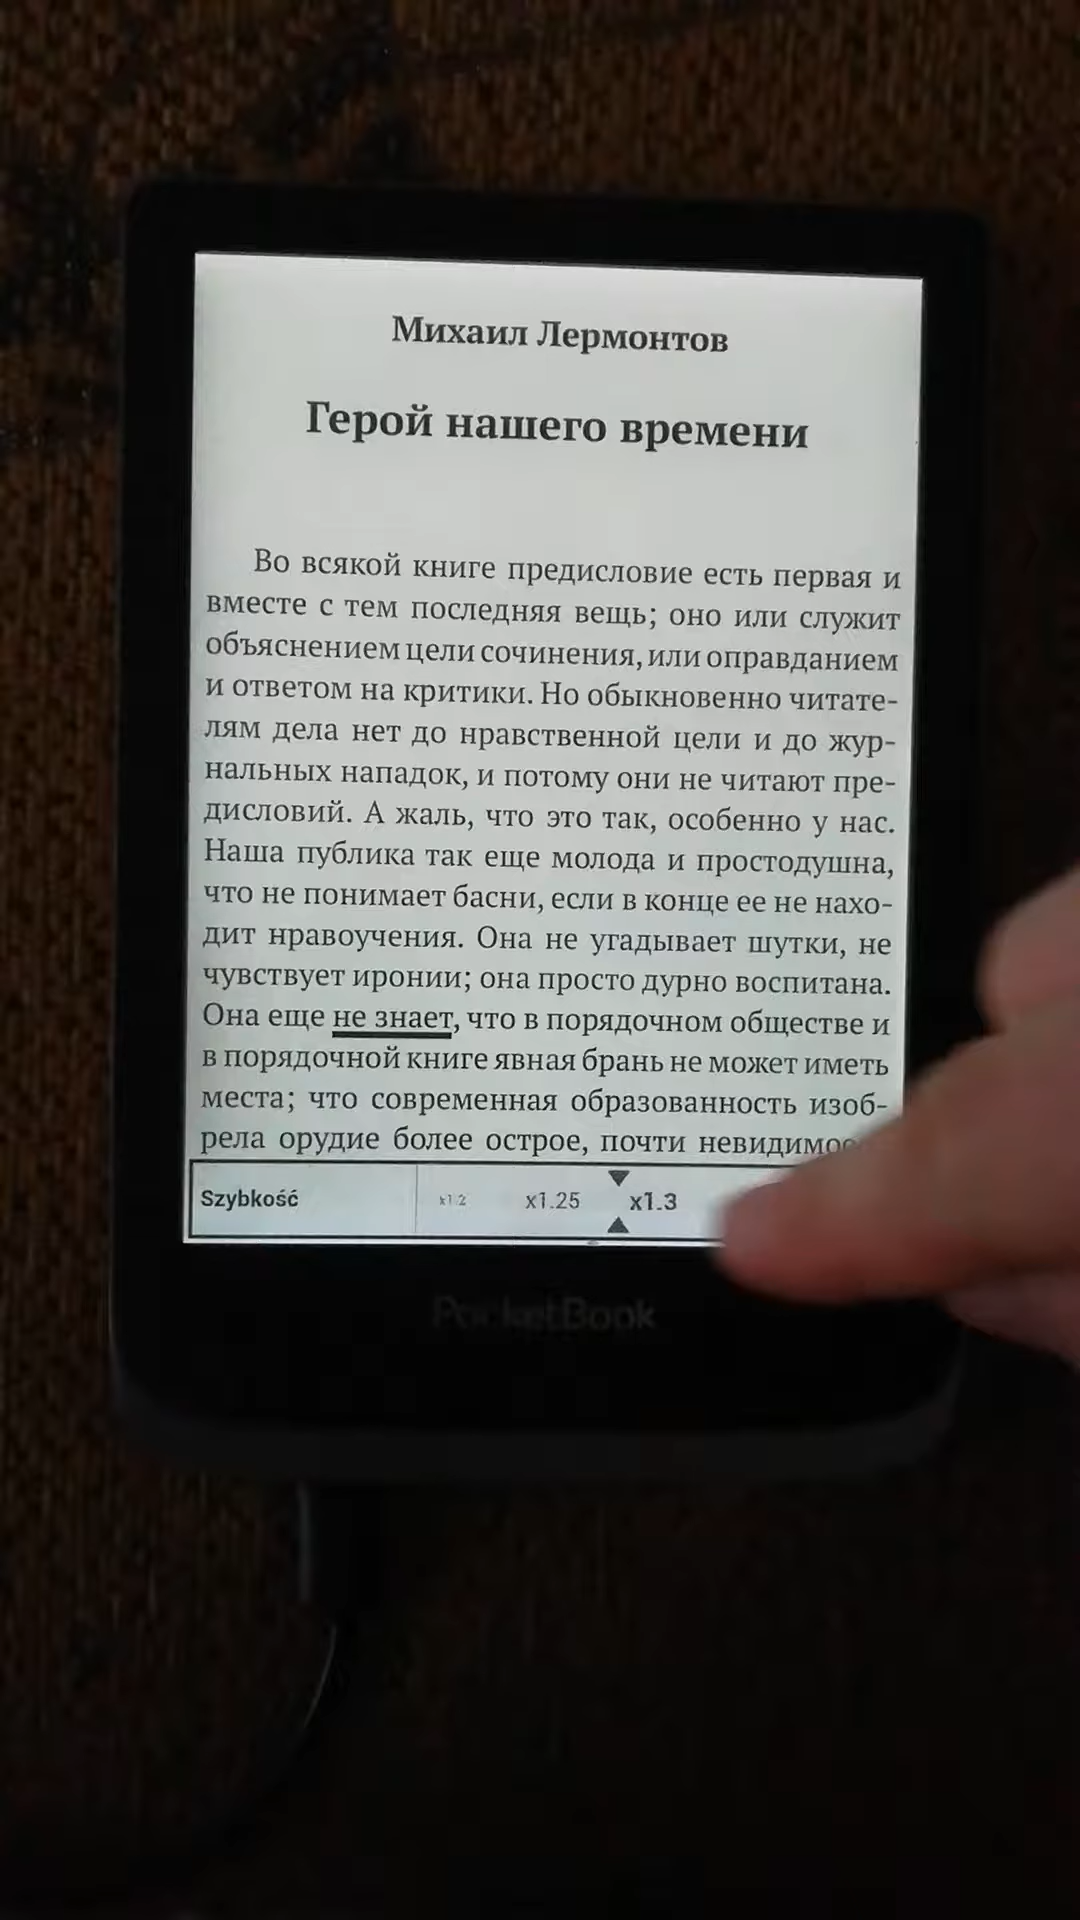 Михаил Лермонтов
Герой нашего времени
Во всякой книге предисловие есть первая и
вместе с тем последняя вещь; оно или служит
объяснением цели сочинения, или оправданием
и ответом на критики. Но обыкновенно читате-
лям дела нет до нравственной цели и до жур-
нальных нападок, и потому они не читают пре-
дисловий. А жаль, что это так, особенно у нас.
Наша публика так еще молода и простодушна,
что не понимает басни, если в конце ее не нахо-
дит нравоучения. Она не угадывает шутки, не
чувствует иронии; она просто дурно воспитана.
Она еще не знает, что в порядочном обществе и
в порядочной книге явная брань не может иметь
места; что современная образованность изоб-
рела орудие более острое, почти
Szybkość x1.2 x1.25 x1.3
PocketBook